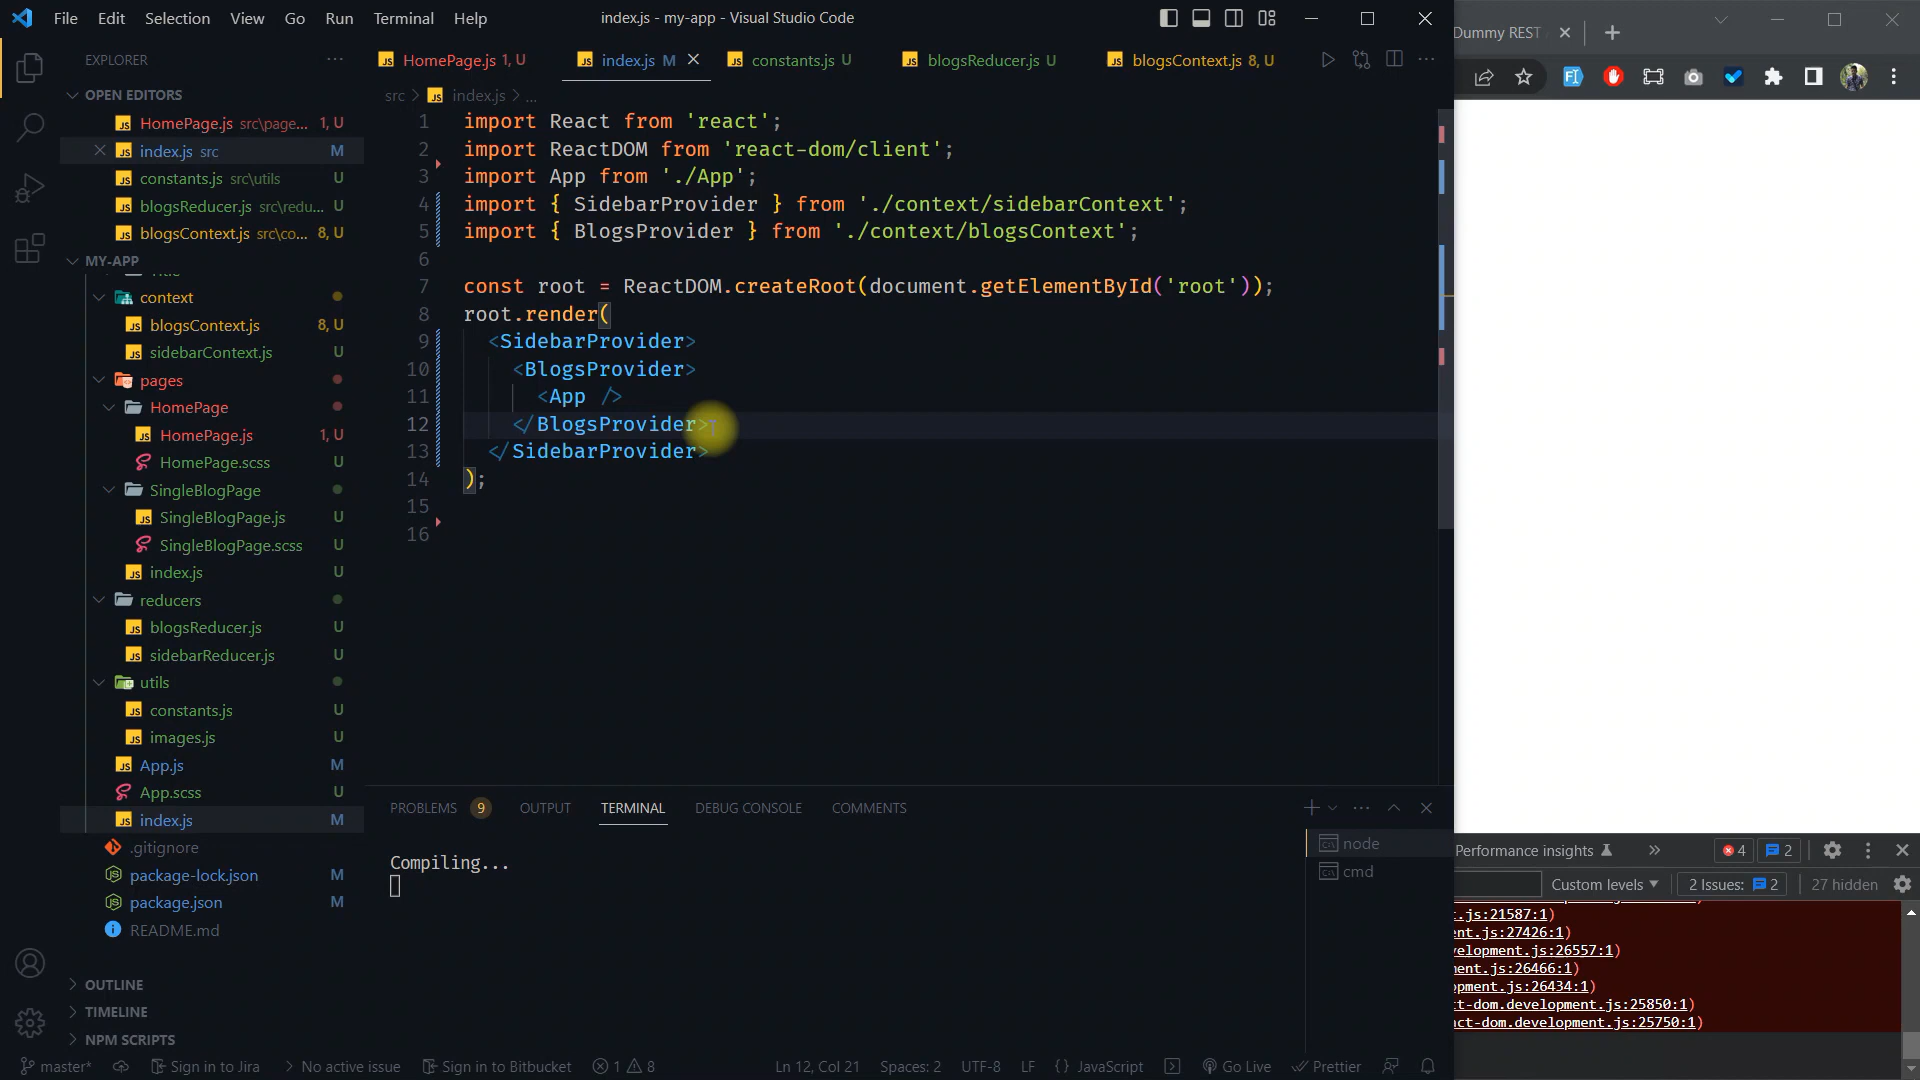 File Edit Selection View Go Run Terminal Help
index.js - my-app - Visual Studio Code
Dummy REST
EXPLORER
HomePage.js 1, U
index.js M
constants.js U
blogsReducer.js U
blogsContext.js 8, U
OPEN EDITORS
HomePage.js src\page... 1, U
index.js src M
constants.js src\utils U
blogsReducer.js src\redu... U
blogsContext.js src\co... 8, U
MY-APP
context
blogsContext.js 8, U
sidebarContext.js U
pages
HomePage
HomePage.js 1, U
HomePage.scss U
SingleBlogPage
SingleBlogPage.js U
SingleBlogPage.scss U
index.js U
reducers
blogsReducer.js U
sidebarReducer.js U
utils
constants.js U
images.js U
App.js M
App.scss U
index.js M
.gitignore
package-lock.json M
package.json M
README.md
OUTLINE
TIMELINE
NPM SCRIPTS
src > index.js > ...
1 import React from 'react';
2 import ReactDOM from 'react-dom/client';
3 import App from './App';
4 import { SidebarProvider } from './context/sidebarContext';
5 import { BlogsProvider } from './context/blogsContext';
6
7 const root = ReactDOM.createRoot(document.getElementById('root'));
8 root.render(
9 <SidebarProvider>
10 <BlogsProvider>
11 <App />
12 </BlogsProvider>
13 </SidebarProvider>
14 );
15
16
PROBLEMS 9 OUTPUT TERMINAL DEBUG CONSOLE COMMENTS
Compiling...
node
cmd
Performance insights
4
2
Custom levels
2 Issues: 2
27 hidden
t.js:21587:1)
ent.js:27426:1)
velopment.js:26557:1)
ment.js:26466:1)
opment.js:26434:1)
ct-dom.development.js:25850:1)
act-dom.development.js:25750:1)
master* Sign in to Jira No active issue Sign in to Bitbucket 1 8
Ln 12, Col 21 Spaces: 2 UTF-8 LF JavaScript Go Live Prettier